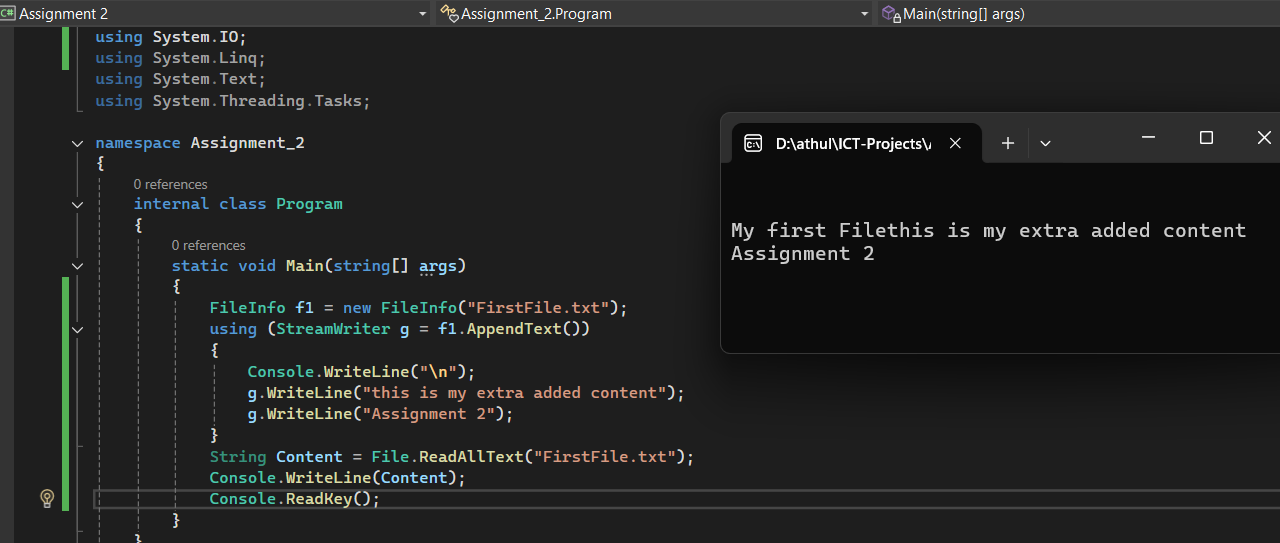 C# Assignment 2
Assignment_2.Program
Main(string[] args)
using System.IO;
using System.Linq;
using System.Text;
using System.Threading.Tasks;
namespace Assignment_2
{
0 references
internal class Program
{
0 references
static void Main(string[] args)
{
FileInfo f1 = new FileInfo("FirstFile.txt");
using (StreamWriter g = f1.AppendText())
{
Console.WriteLine("\n");
g.WriteLine("this is my extra added content");
g.WriteLine("Assignment 2");
}
String Content = File.ReadAllText("FirstFile.txt");
Console.WriteLine(Content);
Console.ReadKey();
}
}
D:\athul\ICT-Projects\
My first Filethis is my extra added content
Assignment 2